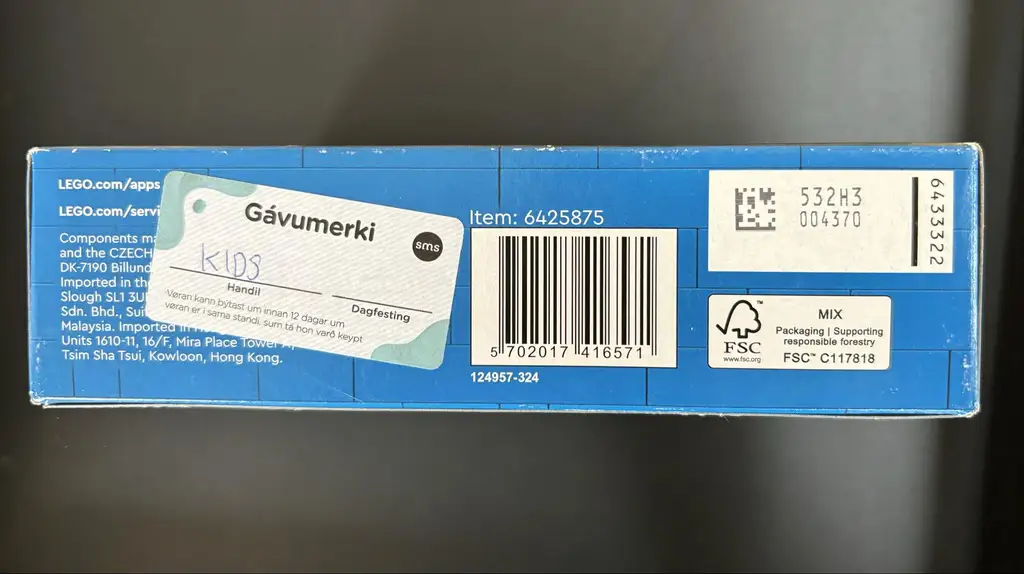 LEGO.com/apps
LEGO.com/servi
Components ma
and the CZECH
DK-7190 Billund
Imported in the
Slough SL1 3U
Sdn. Bhd., Sui
Malaysia. Imported in
Units 1610-11, 16/F, Mira Place Tower A,
Tsim Sha Tsui, Kowloon, Hong Kong.
Gávumerki
sms
KIDS
Handil
Dagfesting
Vøran kann býtast um innan 12 dagar um
vøran er í sama standi, sum tá hon varð keypt
Item: 6425875
5 702017 416571
124957-324
532H3
004370
6433322
FSC™
www.fsc.org
MIX
Packaging | Supporting
responsible forestry
FSC™ C117818